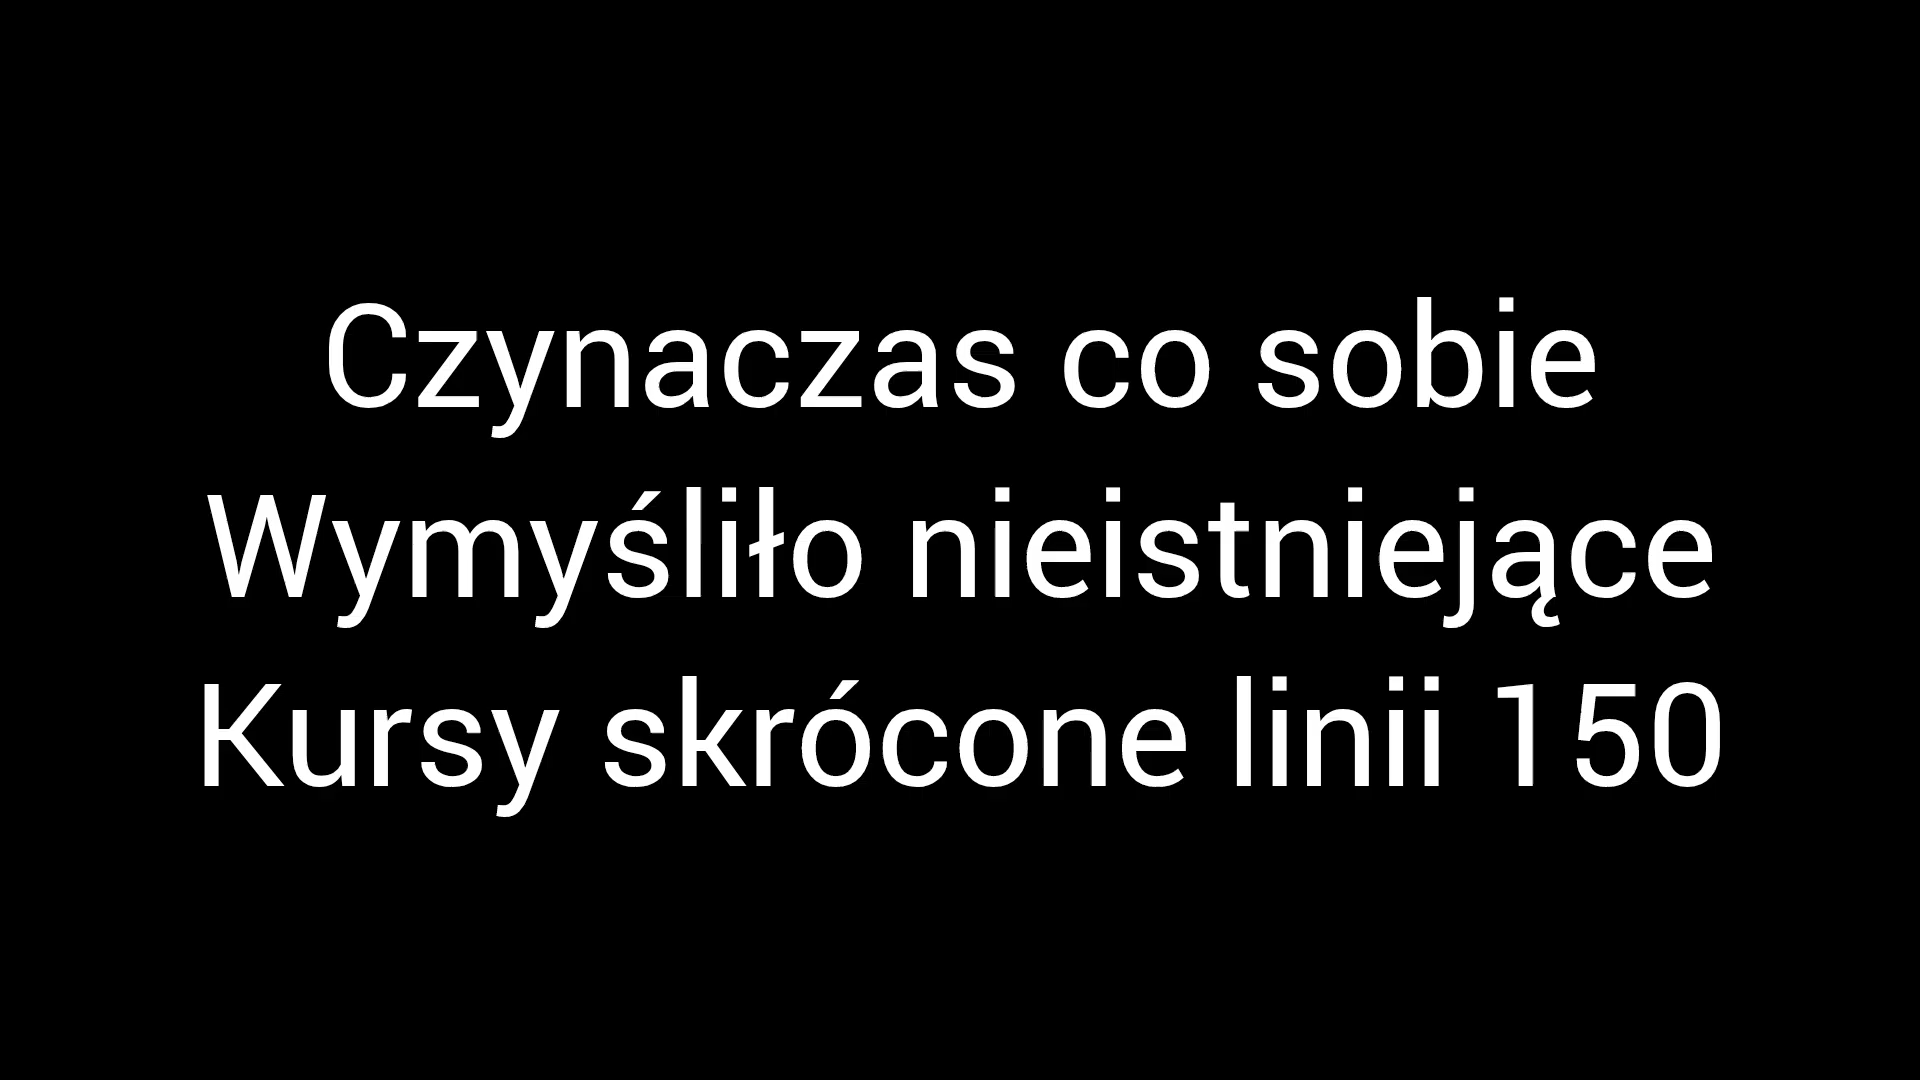 Czynaczas co sobie
Wymyśliło nieistniejące
Kursy skrócone linii 150